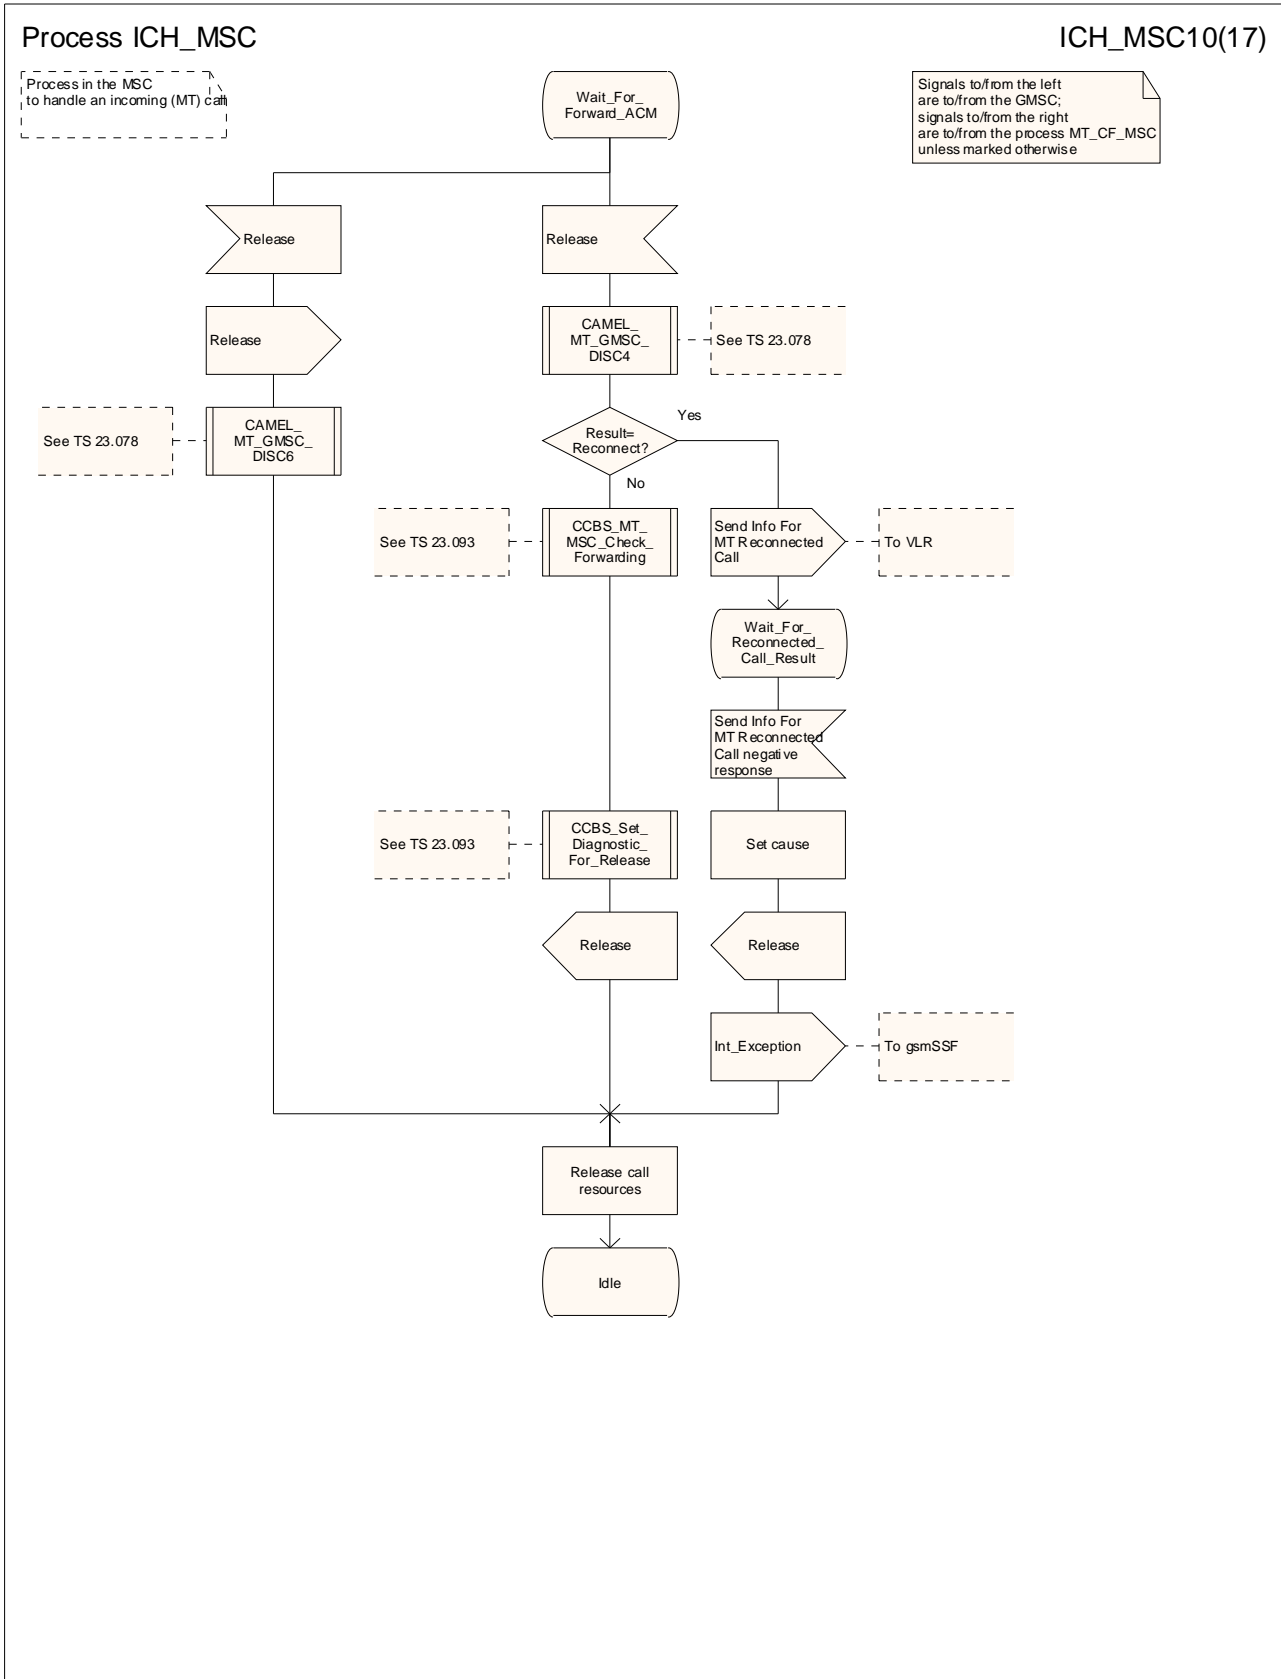 Process ICH_MSC
ICH_MSC10(17)
Process in the MSC
to handle an incoming (MT) call
Wait_For_
Forward_ACM
Signals to/from the left
are to/from the GMSC;
signals to/from the right
are to/from the process MT_CF_MSC
unless marked otherwise
Release
Release
Release
CAMEL_
MT_GMSC_
DISC4
See TS 23.078
See TS 23.078
CAMEL_
MT_GMSC_
DISC6
Result=
Reconnect?
Yes
No
See TS 23.093
CCBS_MT_
MSC_Check_
Forwarding
Send Info For
MT Reconnected
Call
To VLR
Wait_For_
Reconnected_
Call_Result
Send Info For
MT Reconnected
Call negative
response
See TS 23.093
CCBS_Set_
Diagnostic_
For_Release
Set cause
Release
Release
Int_Exception
To gsmSSF
Release call
resources
Idle